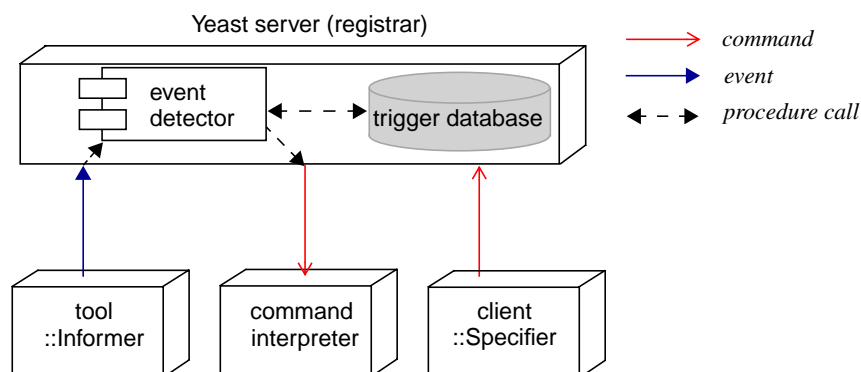 Yeast server (registrar)
command
event
procedure call
event
detector
trigger database
tool
::Informer
command
interpreter
client
::Specifier